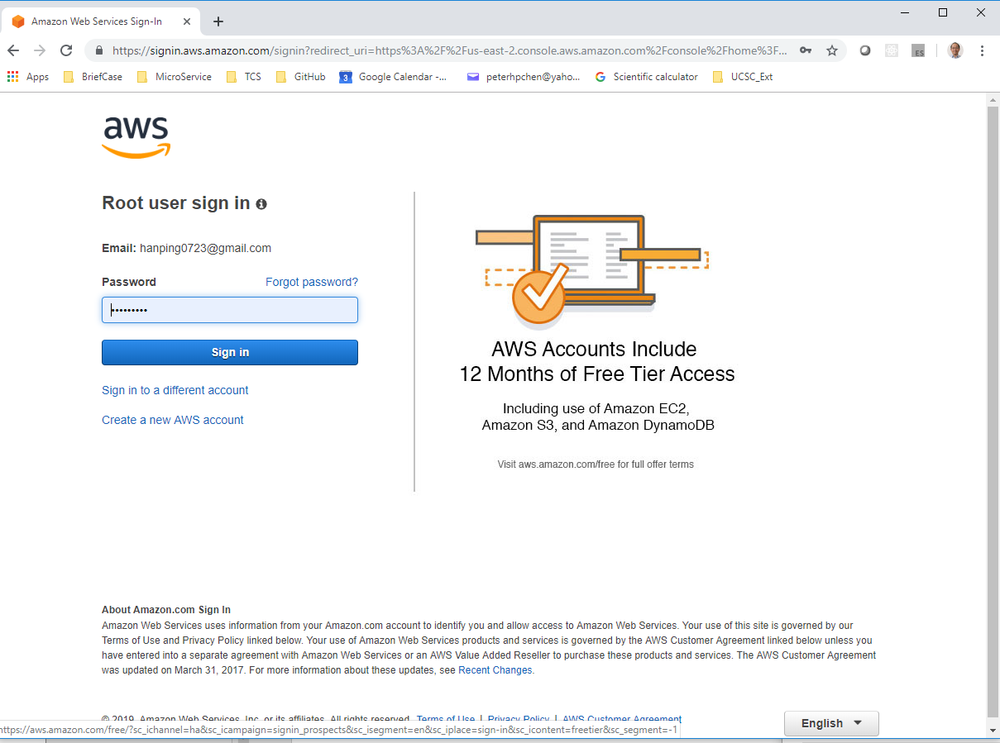 Amazon Web Services Sign-In
https://signin.aws.amazon.com/signin?redirect_uri=https%3A%2F%2Fus-east-2.console.aws.amazon.com%2Fconsole%2Fhome%3F...
ES
Apps BriefCase MicroService TCS GitHub 3 Google Calendar -... peterhpchen@yaho... Scientific calculator UCSC_Ext
aws
Root user sign in
Email: hanping0723@gmail.com
Password Forgot password?
Sign in
Sign in to a different account
Create a new AWS account
AWS Accounts Include
12 Months of Free Tier Access
Including use of Amazon EC2,
Amazon S3, and Amazon DynamoDB
Visit aws.amazon.com/free for full offer terms
About Amazon.com Sign In
Amazon Web Services uses information from your Amazon.com account to identify you and allow access to Amazon Web Services. Your use of this site is governed by our
Terms of Use and Privacy Policy linked below. Your use of Amazon Web Services products and services is governed by the AWS Customer Agreement linked below unless you
have entered into a separate agreement with Amazon Web Services or an AWS Value Added Reseller to purchase these products and services. The AWS Customer Agreement
was updated on March 31, 2017. For more information about these updates, see Recent Changes.
© 2019, Amazon Web Services, Inc. or its affiliates. All rights reserved. Terms of Use | Privacy Policy | AWS Customer Agreement
English
https://aws.amazon.com/free/?sc_ichannel=ha&sc_icampaign=signin_prospects&sc_isegment=en&sc_iplace=sign-in&sc_icontent=freetier&sc_segment=-1